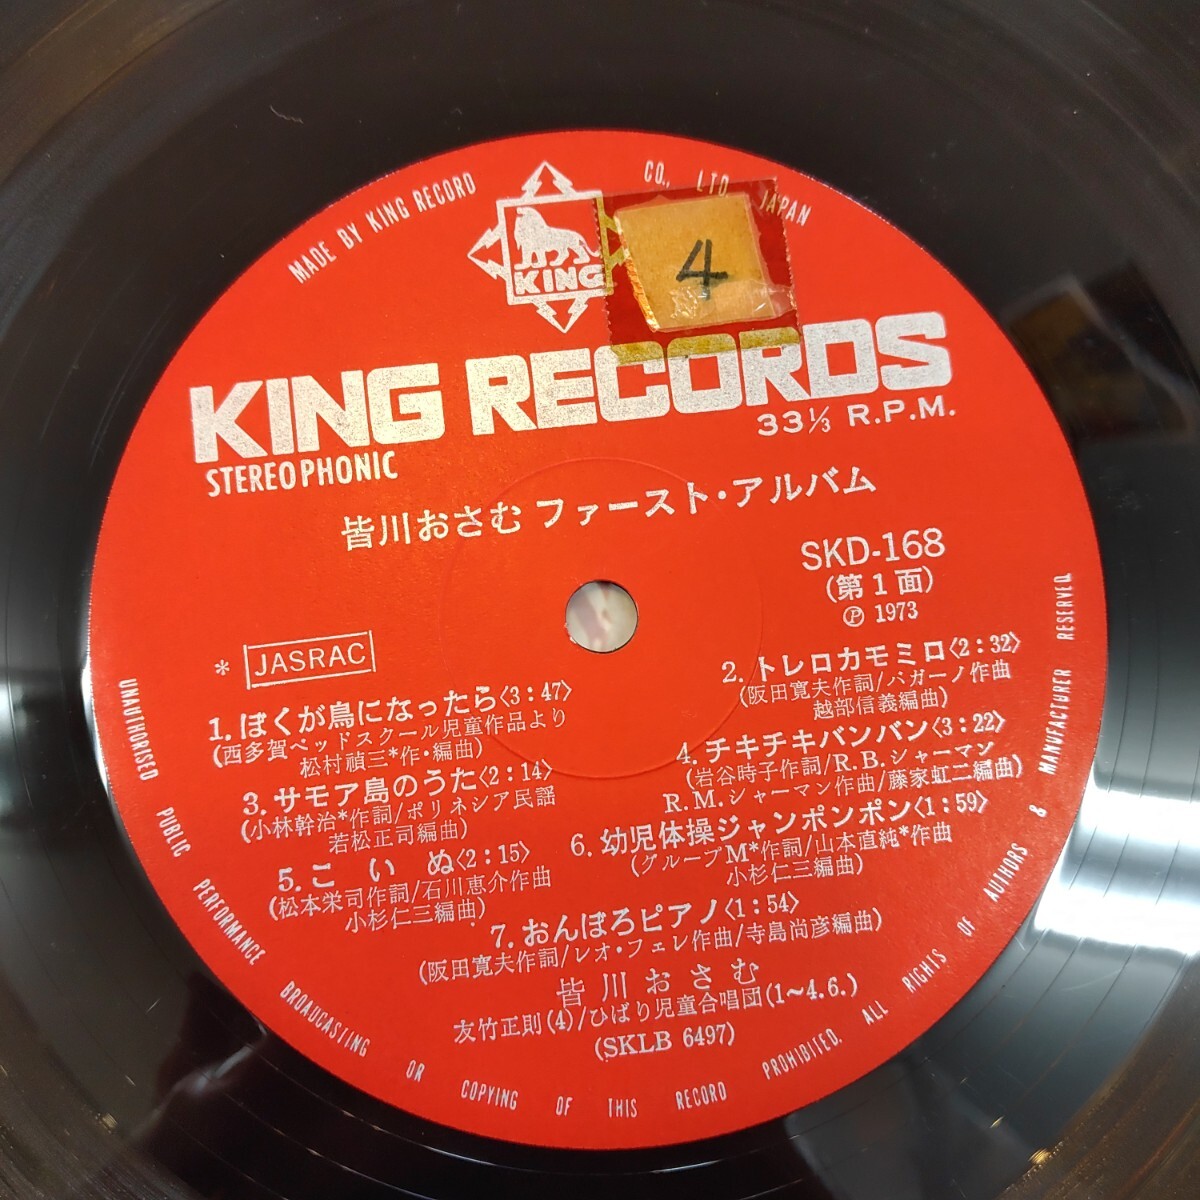 MADE BY KING RECORD CO., LTD. JAPAN
KING
4
KING RECORDS
33 1/3 R.P.M.
STEREOPHONIC
皆川おさむ ファースト・アルバム
SKD-168
(第1面)
Ⓟ 1973
* JASRAC
1. ぼくが鳥になったら〈3:47〉
(西多賀ベッドスクール児童作品より
松村禎三*作・編曲)
2. トレロカモミロ〈2:32〉
(阪田寛夫作詞/パガーノ作曲
越部信義編曲)
3. サモア島のうた〈2:14〉
(小林幹治*作詞/ポリネシア民謡
若松正司編曲)
4. チキチキバンバン〈3:22〉
(岩谷時子作詞/R.B.シャーマン
R.M.シャーマン作曲/藤家虹二編曲)
5. こいぬ〈2:15〉
(松本栄司作詞/石川恵介作曲
小杉仁三編曲)
6. 幼児体操ジャンポンポン〈1:59〉
(グループM*作詞/山本直純*作曲
小杉仁三編曲)
7. おんぼろピアノ〈1:54〉
(阪田寛夫作詞/レオ・フェレ作曲/寺島尚彦編曲)
皆川おさむ
友竹正則(4)/ひばり児童合唱団(1~4.6.)
(SKLB 6497)
UNAUTHORISED PUBLIC PERFORMANCE BROADCASTING OR COPYING OF THIS RECORD PROHIBITED. ALL RIGHTS OF AUTHORS & MANUFACTURER RESERVED.